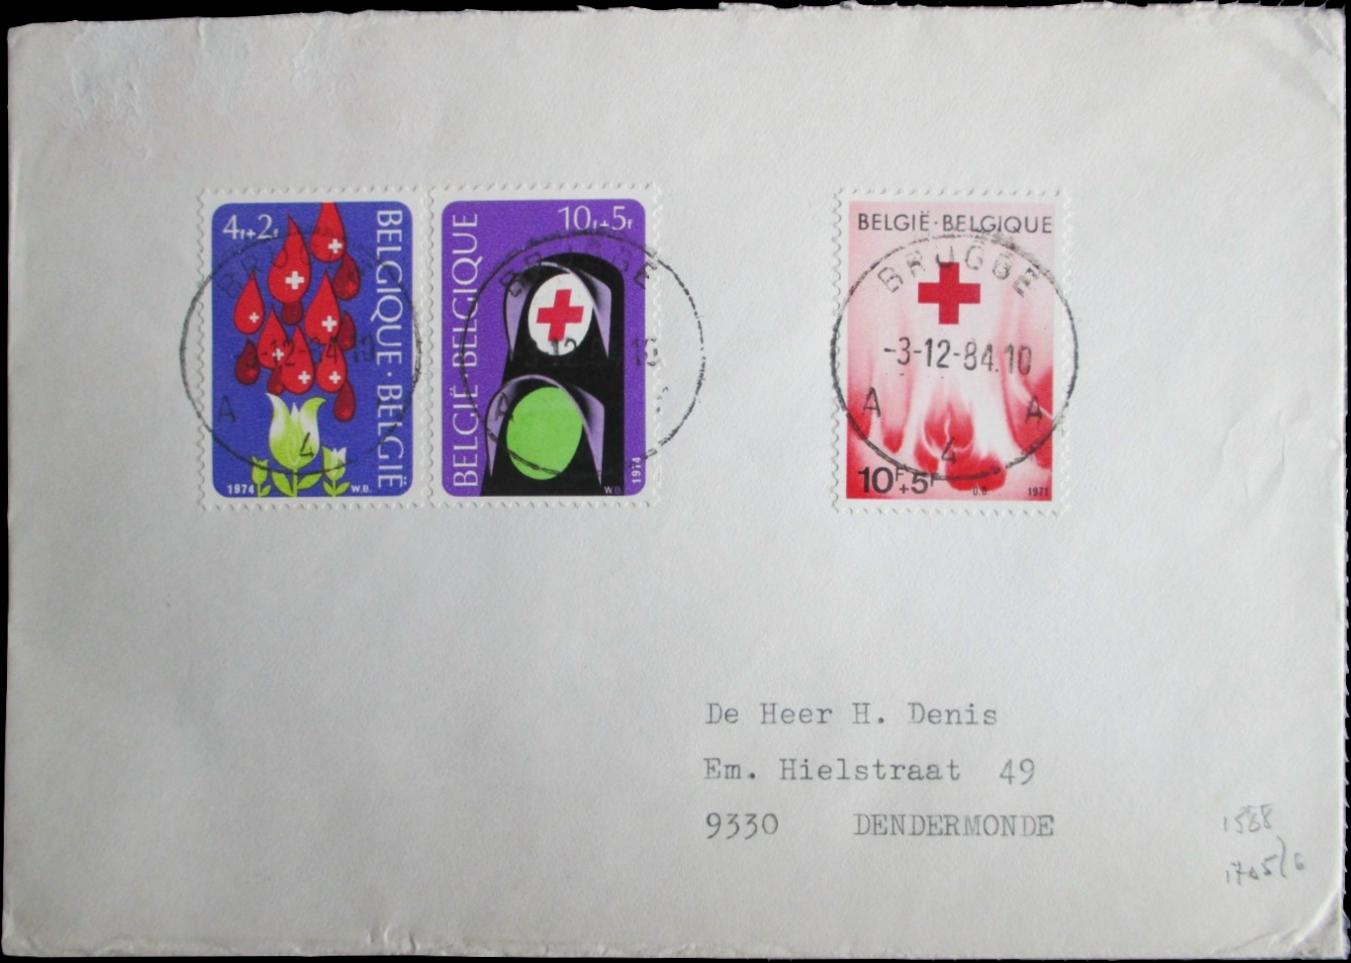 4F+2F
BELGIQUE·BELGIË
1974
W.B.
BELGIË·BELGIQUE
10F+5F
W.B.
1974
BELGIË·BELGIQUE
10F+5F
1971
BRUGGE
-3-12-84.10
A 4 A
De Heer H. Denis
Em. Hielstraat 49
9330 DENDERMONDE
1588
1705/6